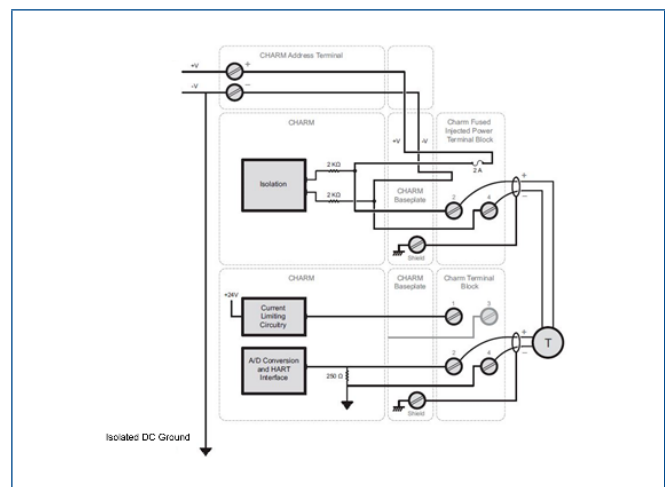 CHARM Address Terminal
+V
+
-V
–
CHARM
Charm Fused
Injected Power
Terminal Block
+V
-V
2 A
Isolation
2 KΩ
2 KΩ
CHARM
Baseplate
2
4
+
–
Shield
CHARM
CHARM
Baseplate
Charm Terminal
Block
+24V
Current
Limiting
Circuitry
1
3
A/D Conversion
and HART
Interface
250 Ω
2
4
+
–
T
Shield
Isolated DC Ground